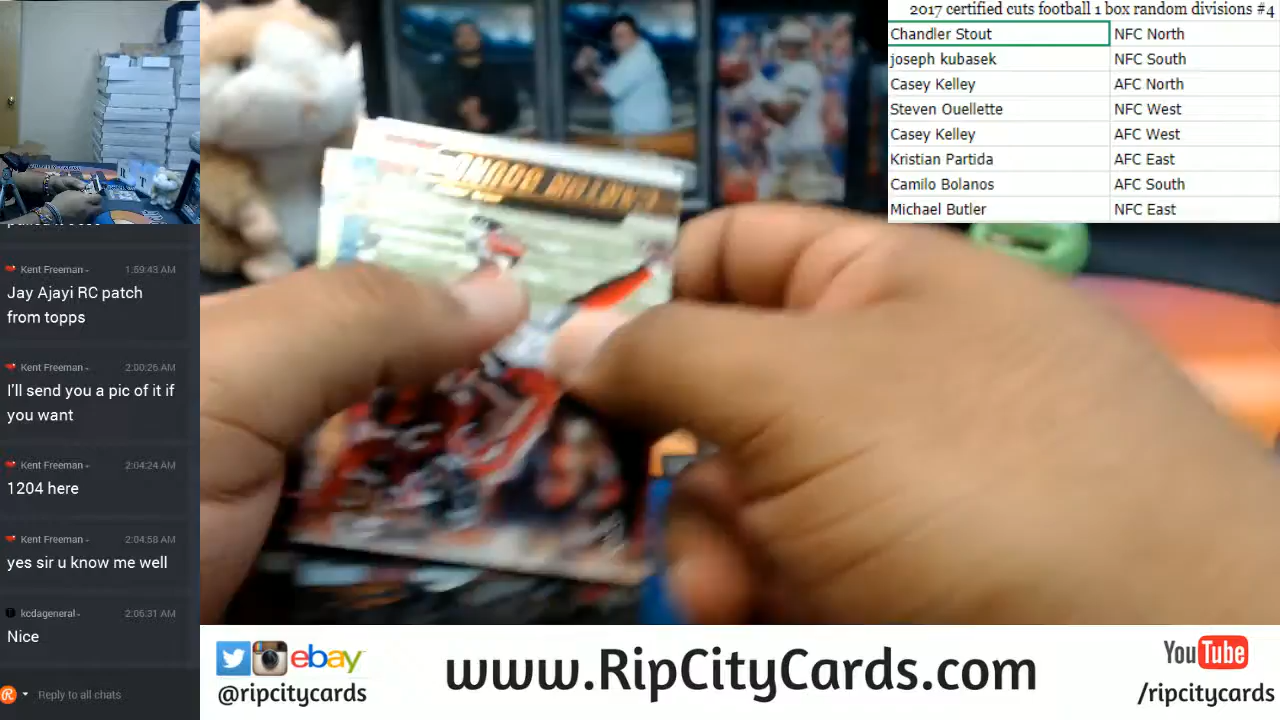 2017 certified cuts football 1 box random divisions #4
Chandler Stout NFC North
joseph kubasek NFC South
Casey Kelley AFC North
Steven Ouellette NFC West
Casey Kelley AFC West
Kristian Partida AFC East
Camilo Bolanos AFC South
Michael Butler NFC East
Kent Freeman - 1:59:43 AM
Jay Ajayi RC patch
from topps
Kent Freeman - 2:00:26 AM
I'll send you a pic of it if
you want
Kent Freeman - 2:04:24 AM
1204 here
Kent Freeman - 2:04:58 AM
yes sir u know me well
kcdageneral - 2:06:31 AM
Nice
Reply to all chats
ebay
@ripcitycards
www.RipCityCards.com
YouTube
/ripcitycards